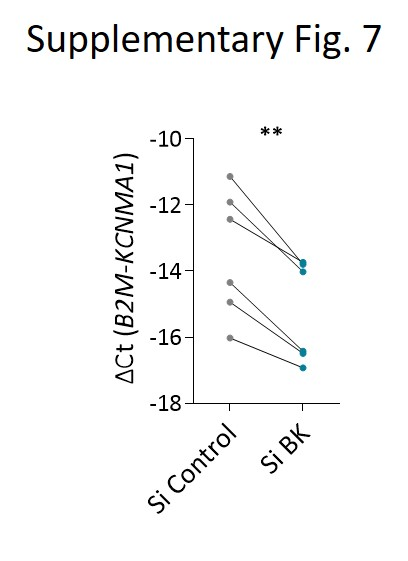 Supplementary Fig. 7
**
ΔCt (B2M-KCNMA1)
-10
-12
-14
-16
-18
Si Control
Si BK